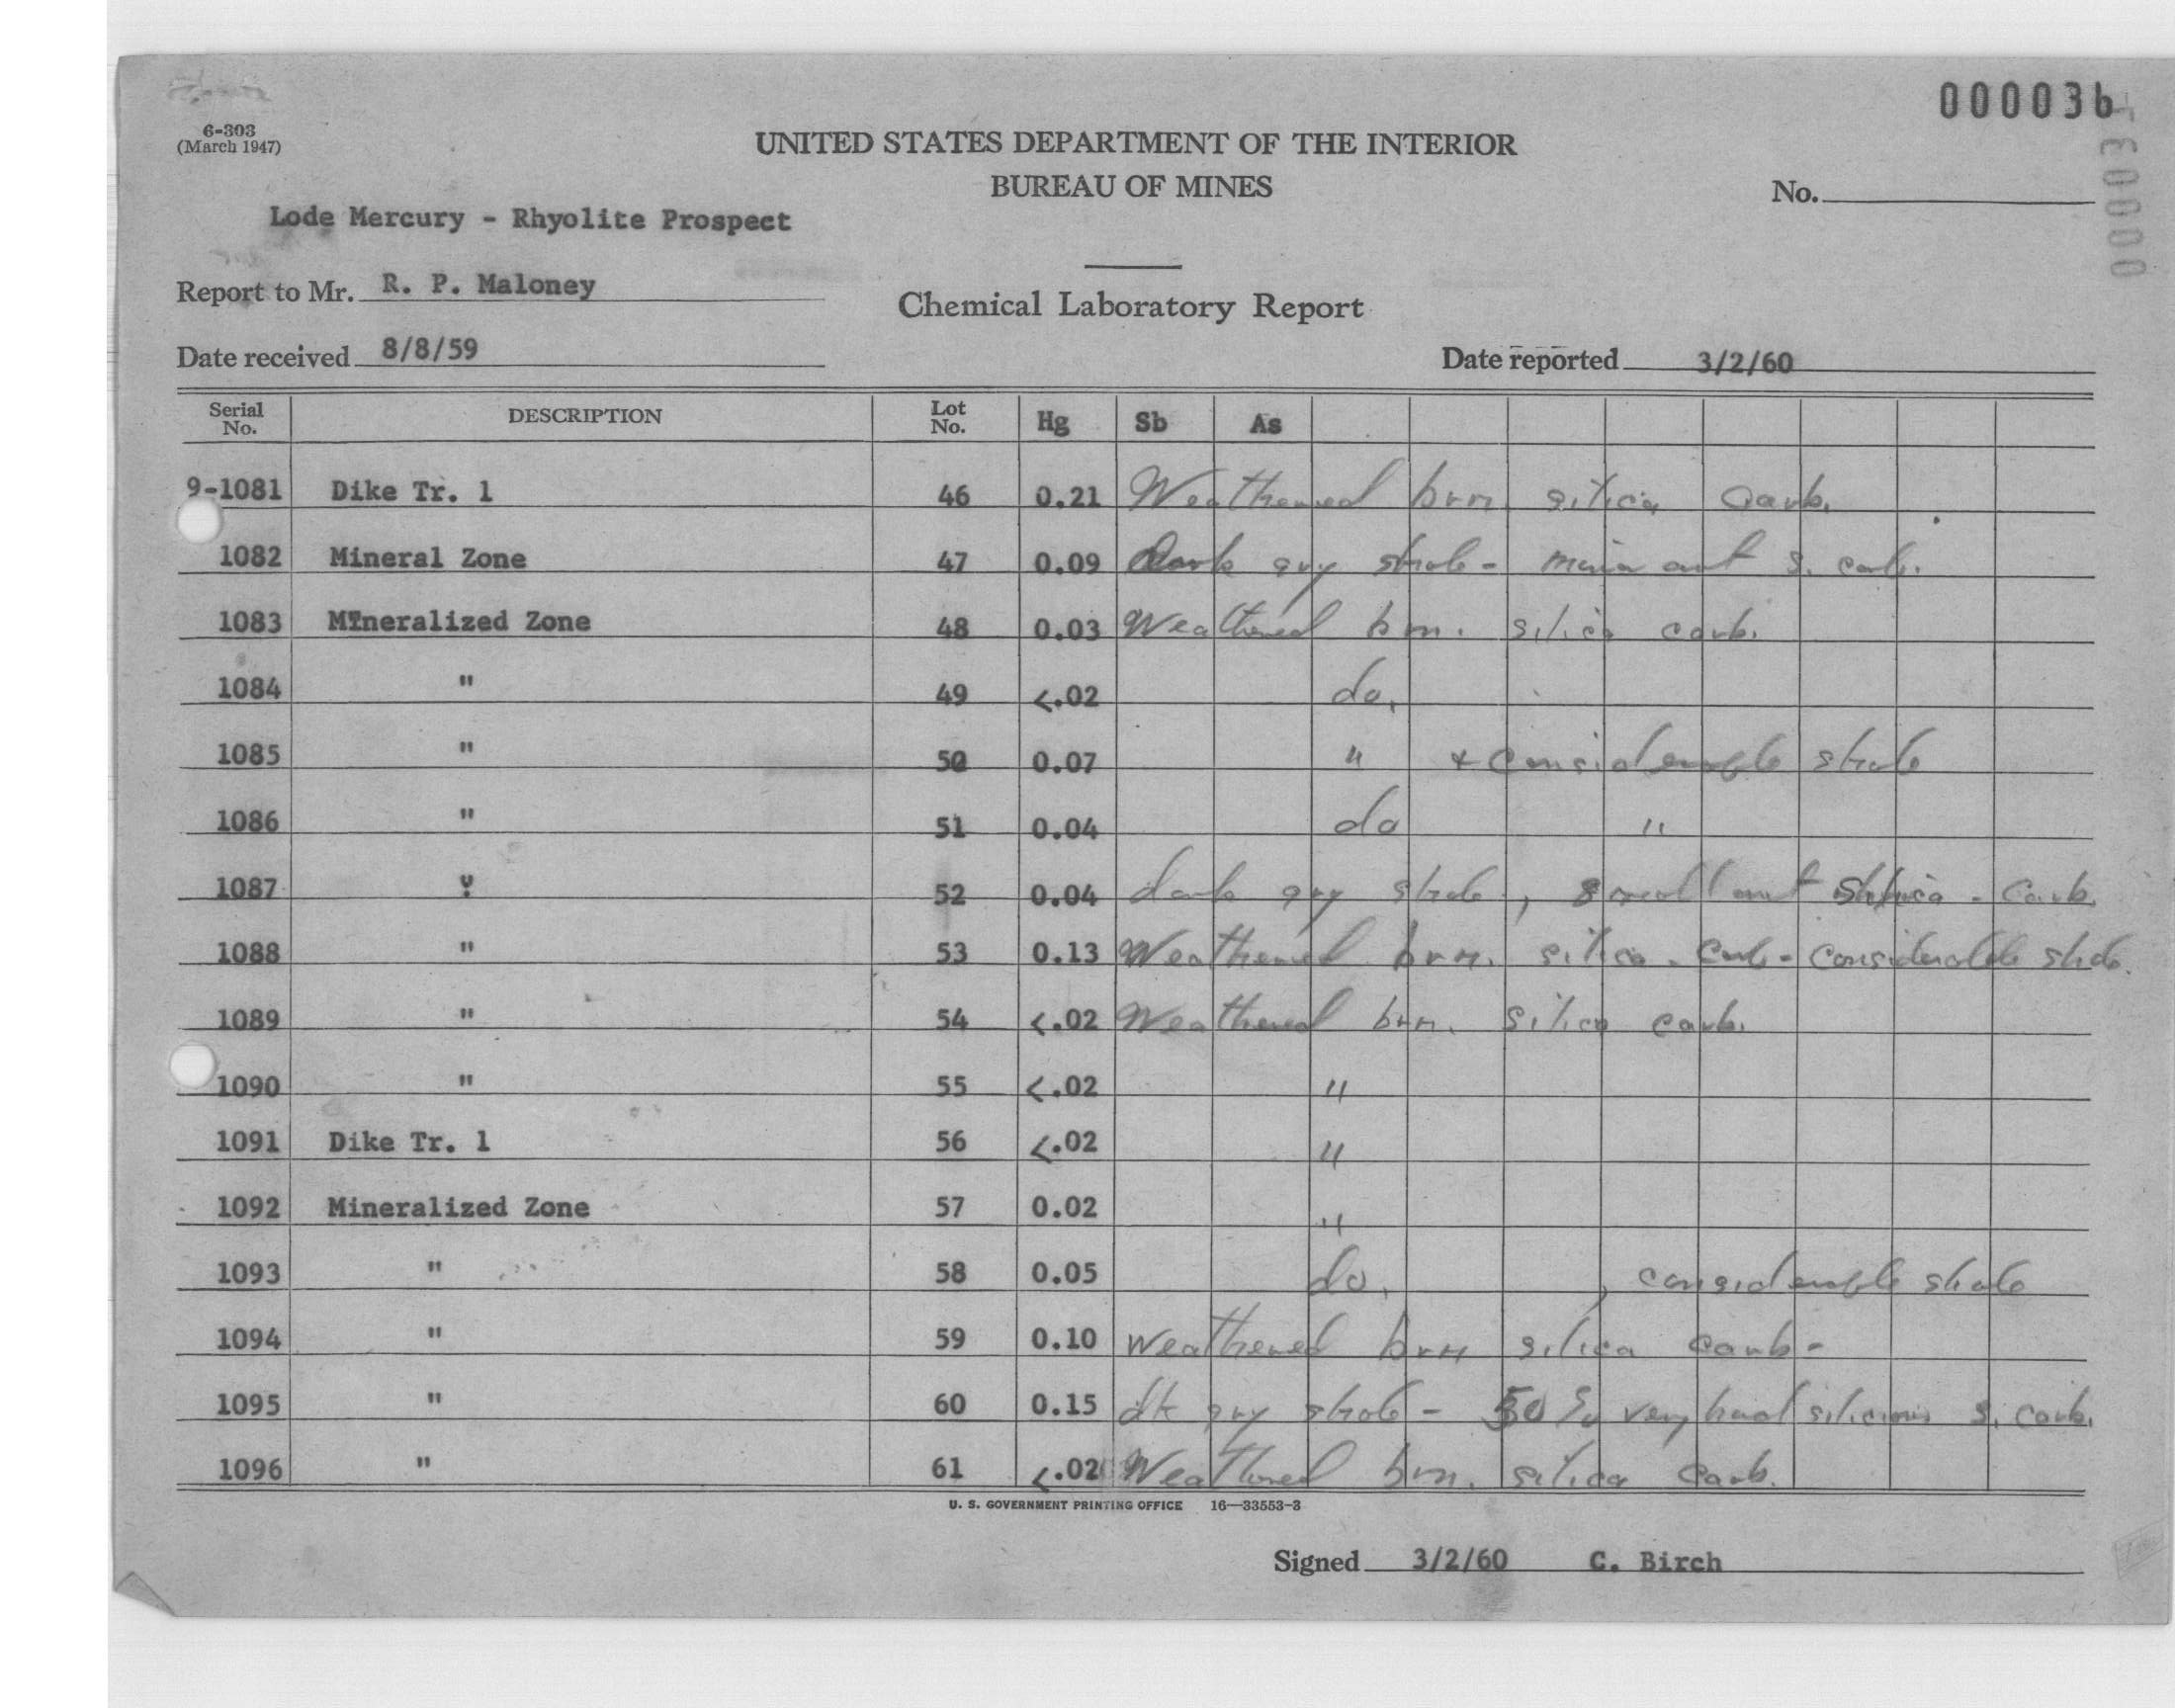 00003b
00003
6-303
(March 1947)
UNITED STATES DEPARTMENT OF THE INTERIOR
BUREAU OF MINES
No.
Lode Mercury - Rhyolite Prospect
Report to Mr. R. P. Maloney
Chemical Laboratory Report
Date received 8/8/59 Date reported 3/2/60
Serial No. DESCRIPTION Lot No. Hg Sb As
9-1081 Dike Tr. 1 46 0.21 Weathered brn. silica carb.
1082 Mineral Zone 47 0.09 Dark gry shale - minor amt s. carb.
1083 Mineralized Zone 48 0.03 Weathered brn. silica carb.
1084 " 49 <.02 do.
1085 " 50 0.07 " + considerable shale
1086 " 51 0.04 do "
1087 " 52 0.04 dark gry shale, small amt silica - carb.
1088 " 53 0.13 Weathered brn. silica - carb - considerable shale.
1089 " 54 <.02 Weathered brn. silica carb.
1090 " 55 <.02 "
1091 Dike Tr. 1 56 <.02 "
1092 Mineralized Zone 57 0.02 "
1093 " 58 0.05 do. , considerable shale
1094 " 59 0.10 weathered brn silica carb -
1095 " 60 0.15 dk gry shale - 50% very hard silicious s. carb.
1096 " 61 <.02 Weathered brn. silica carb.
U. S. GOVERNMENT PRINTING OFFICE 16—33553-3
Signed 3/2/60 C. Birch